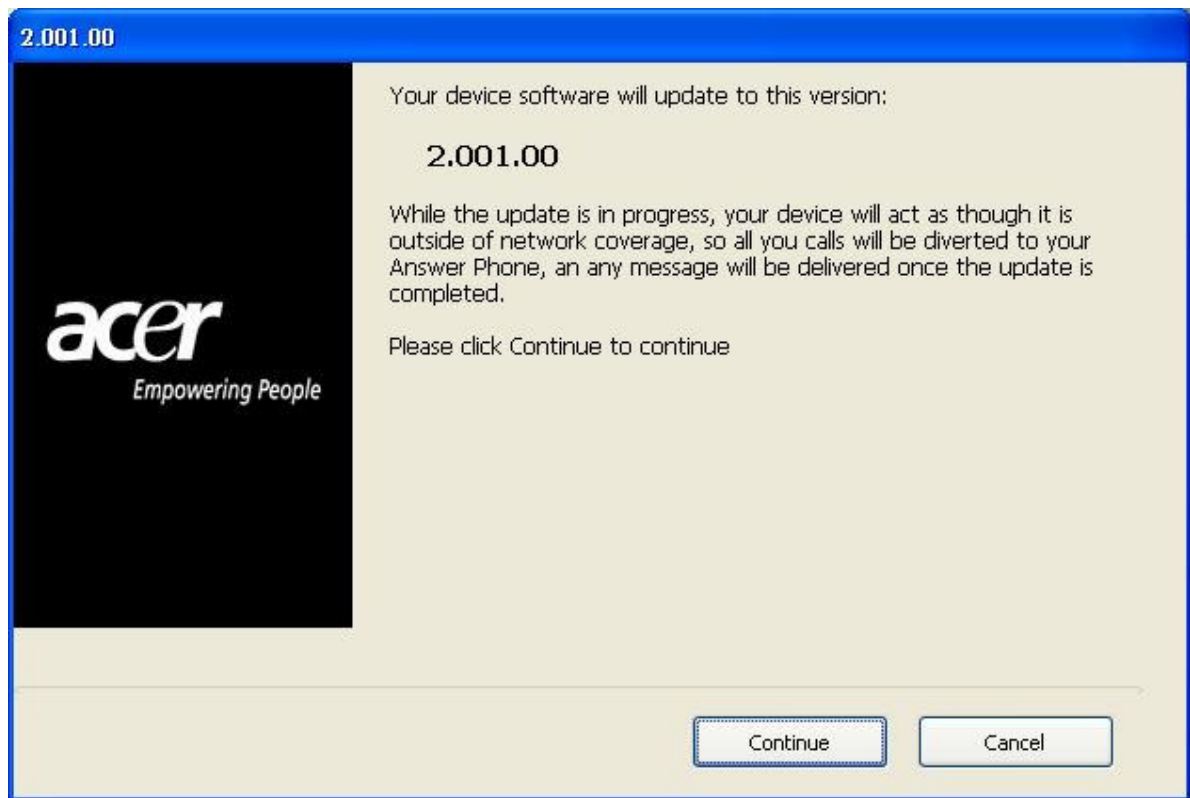 2.001.00
Your device software will update to this version:
2.001.00
While the update is in progress, your device will act as though it is
outside of network coverage, so all you calls will be diverted to your
Answer Phone, an any message will be delivered once the update is
completed.
Please click Continue to continue
acer
Empowering People
Continue
Cancel